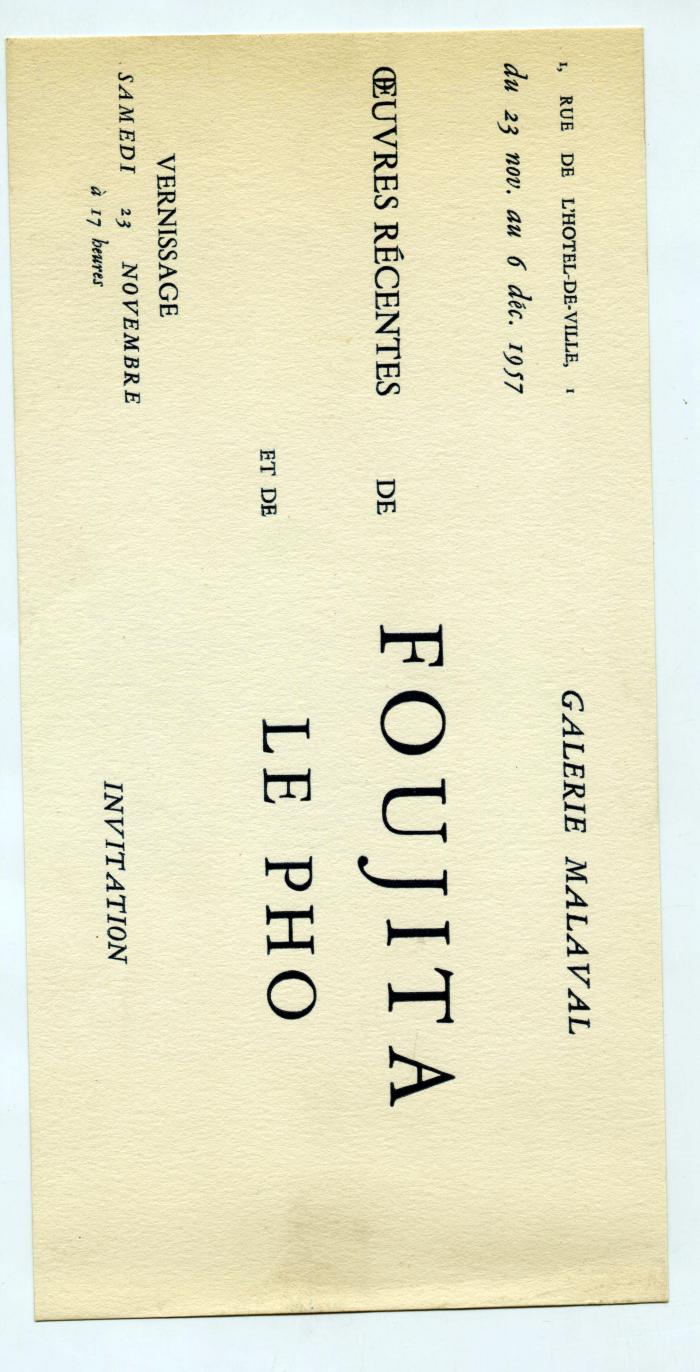 1, RUE DE L'HOTEL-DE-VILLE, 1
GALERIE MALAVAL
du 23 nov. au 6 déc. 1957
ŒUVRES RÉCENTES DE FOUJITA
ET DE LE PHO
VERNISSAGE
SAMEDI 23 NOVEMBRE
à 17 heures
INVITATION